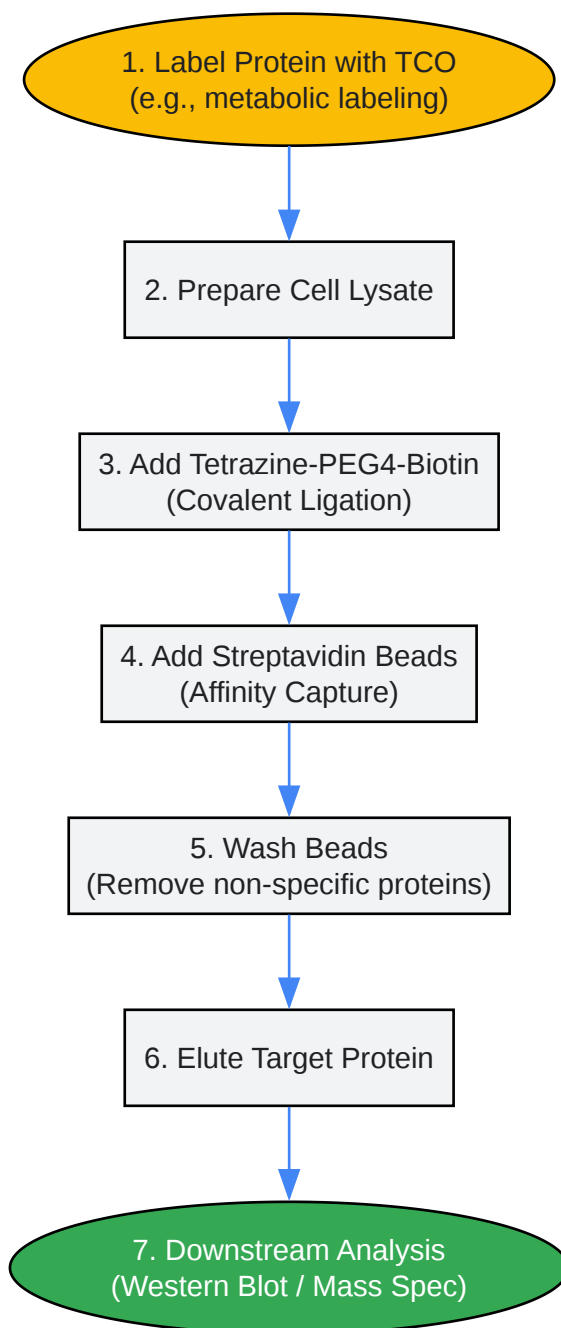 1. Label Protein with TCO
(e.g., metabolic labeling)
2. Prepare Cell Lysate
3. Add Tetrazine-PEG4-Biotin
(Covalent Ligation)
4. Add Streptavidin Beads
(Affinity Capture)
5. Wash Beads
(Remove non-specific proteins)
6. Elute Target Protein
7. Downstream Analysis
(Western Blot / Mass Spec)